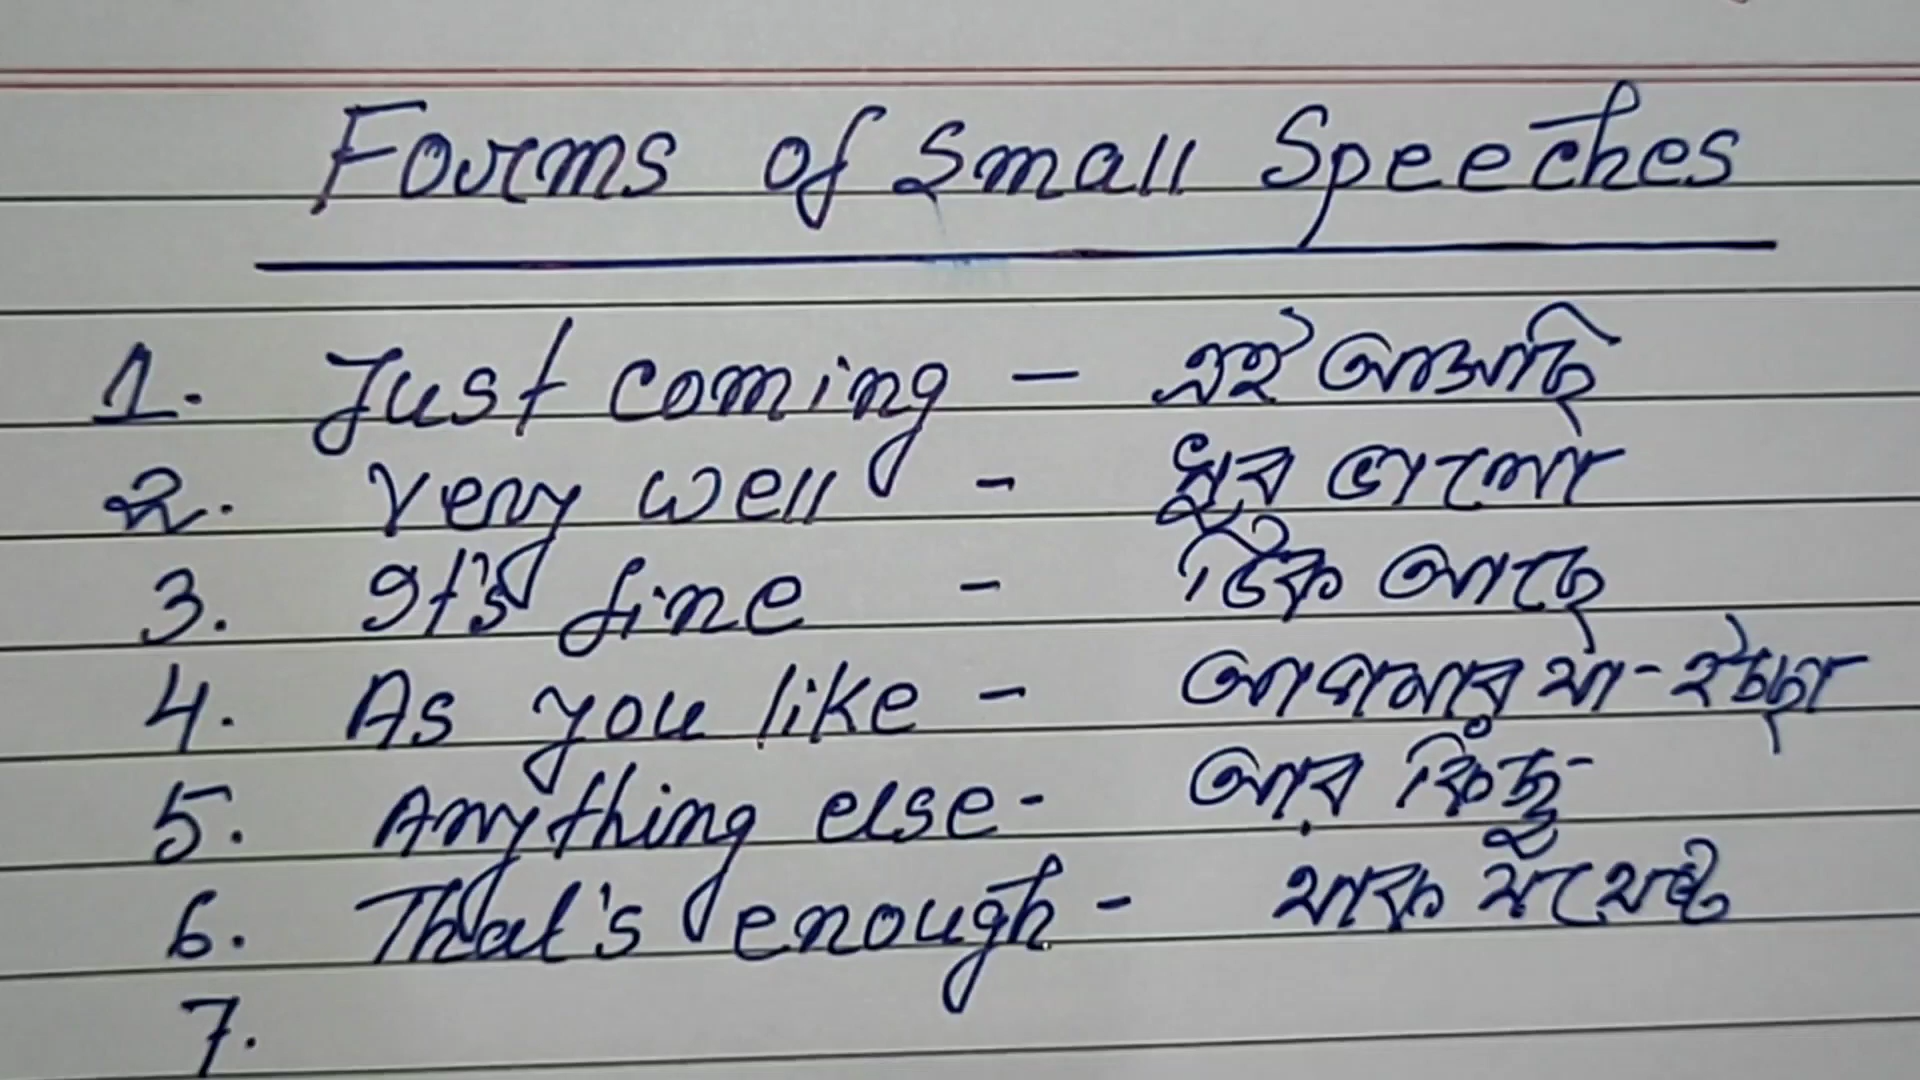 Forms of Small Speeches
1. Just coming - এই আসছি
2. Very well - খুব ভালো
3. It's fine - ঠিক আছে
4. As you like - আপনার যা-ইচ্ছা
5. Anything else - আর কিছু
6. That's enough - থাক যথেষ্ট
7.